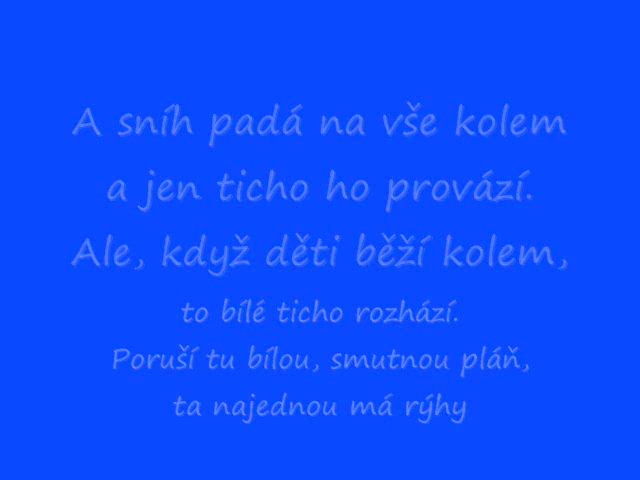 A sníh padá na vše kolem
a jen ticho ho provází.
Ale, když děti běží kolem,
to bílé ticho rozhází.
Poruší tu bílou, smutnou pláň,
ta najednou má rýhy